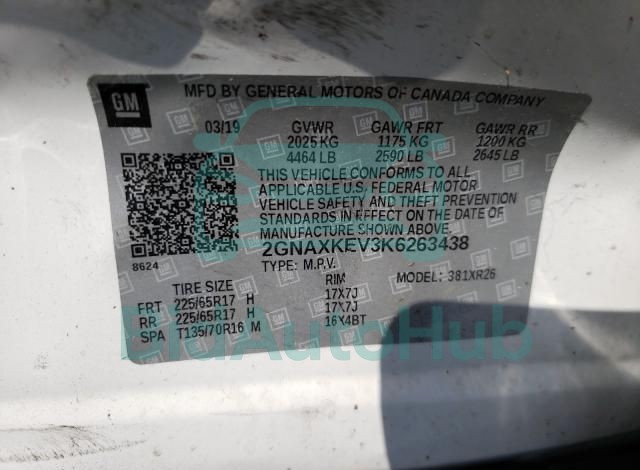 GM
MFD BY GENERAL MOTORS OF CANADA COMPANY
03/19 GVWR GAWR FRT GAWR RR
2025 KG 1175 KG 1200 KG
4464 LB 2590 LB 2645 LB
THIS VEHICLE CONFORMS TO ALL
APPLICABLE U.S. FEDERAL MOTOR
VEHICLE SAFETY AND THEFT PREVENTION
STANDARDS IN EFFECT ON THE DATE OF
MANUFACTURE SHOWN ABOVE.
2GNAXKEV3K6263438
8624
TYPE: M.P.V. MODEL: 381XR26
TIRE SIZE RIM
FRT 225/65R17 H 17X7J
RR 225/65R17 H 17X7J
SPA T135/70R16 M 16X4BT
BidAutoHub